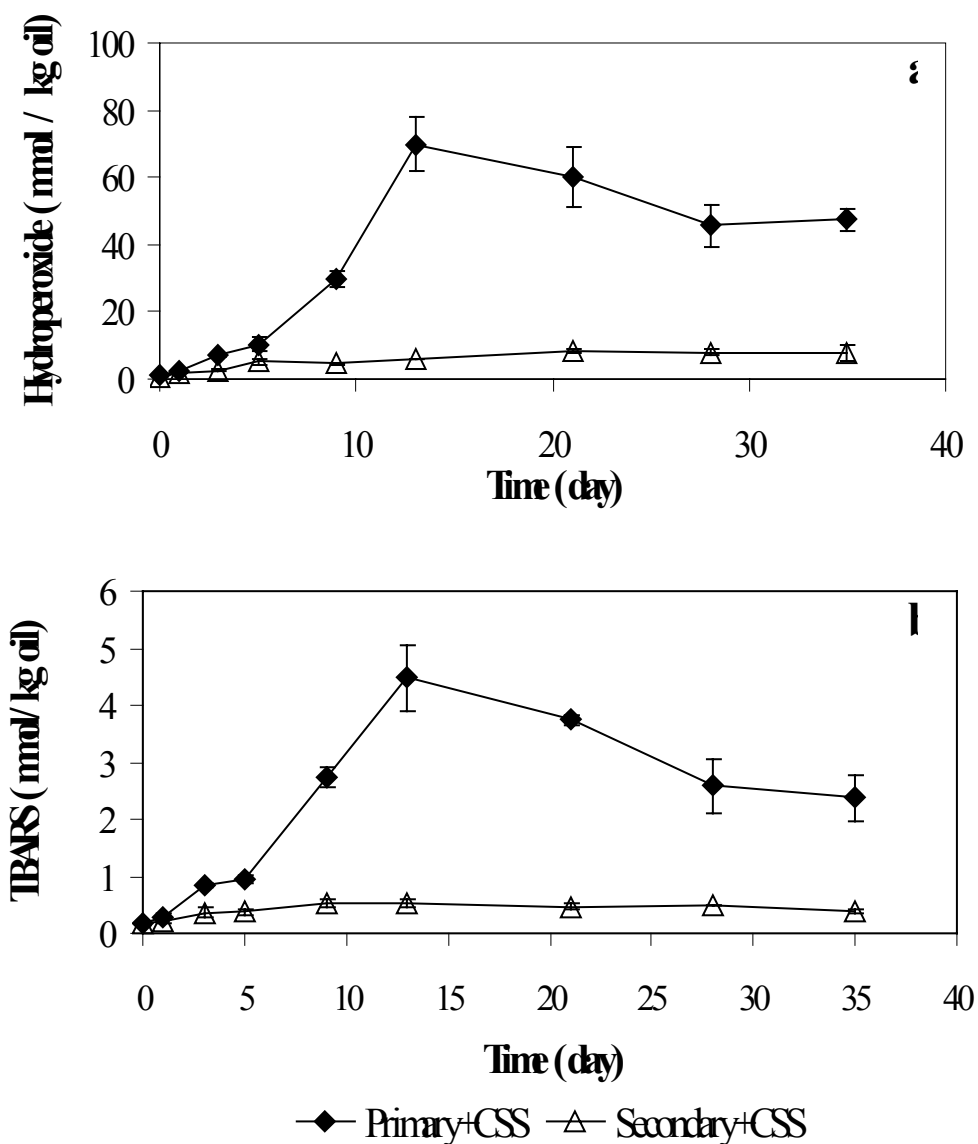 Hydroperoxide (mmol / kg oil)
100
80
60
40
20
0
a
0 10 20 30 40
Time (day)
TBARS (mmol/kg oil)
6
5
4
3
2
1
0
0 5 10 15 20 25 30 35 40
Time (day)
Primary+CSS Secondary+CSS